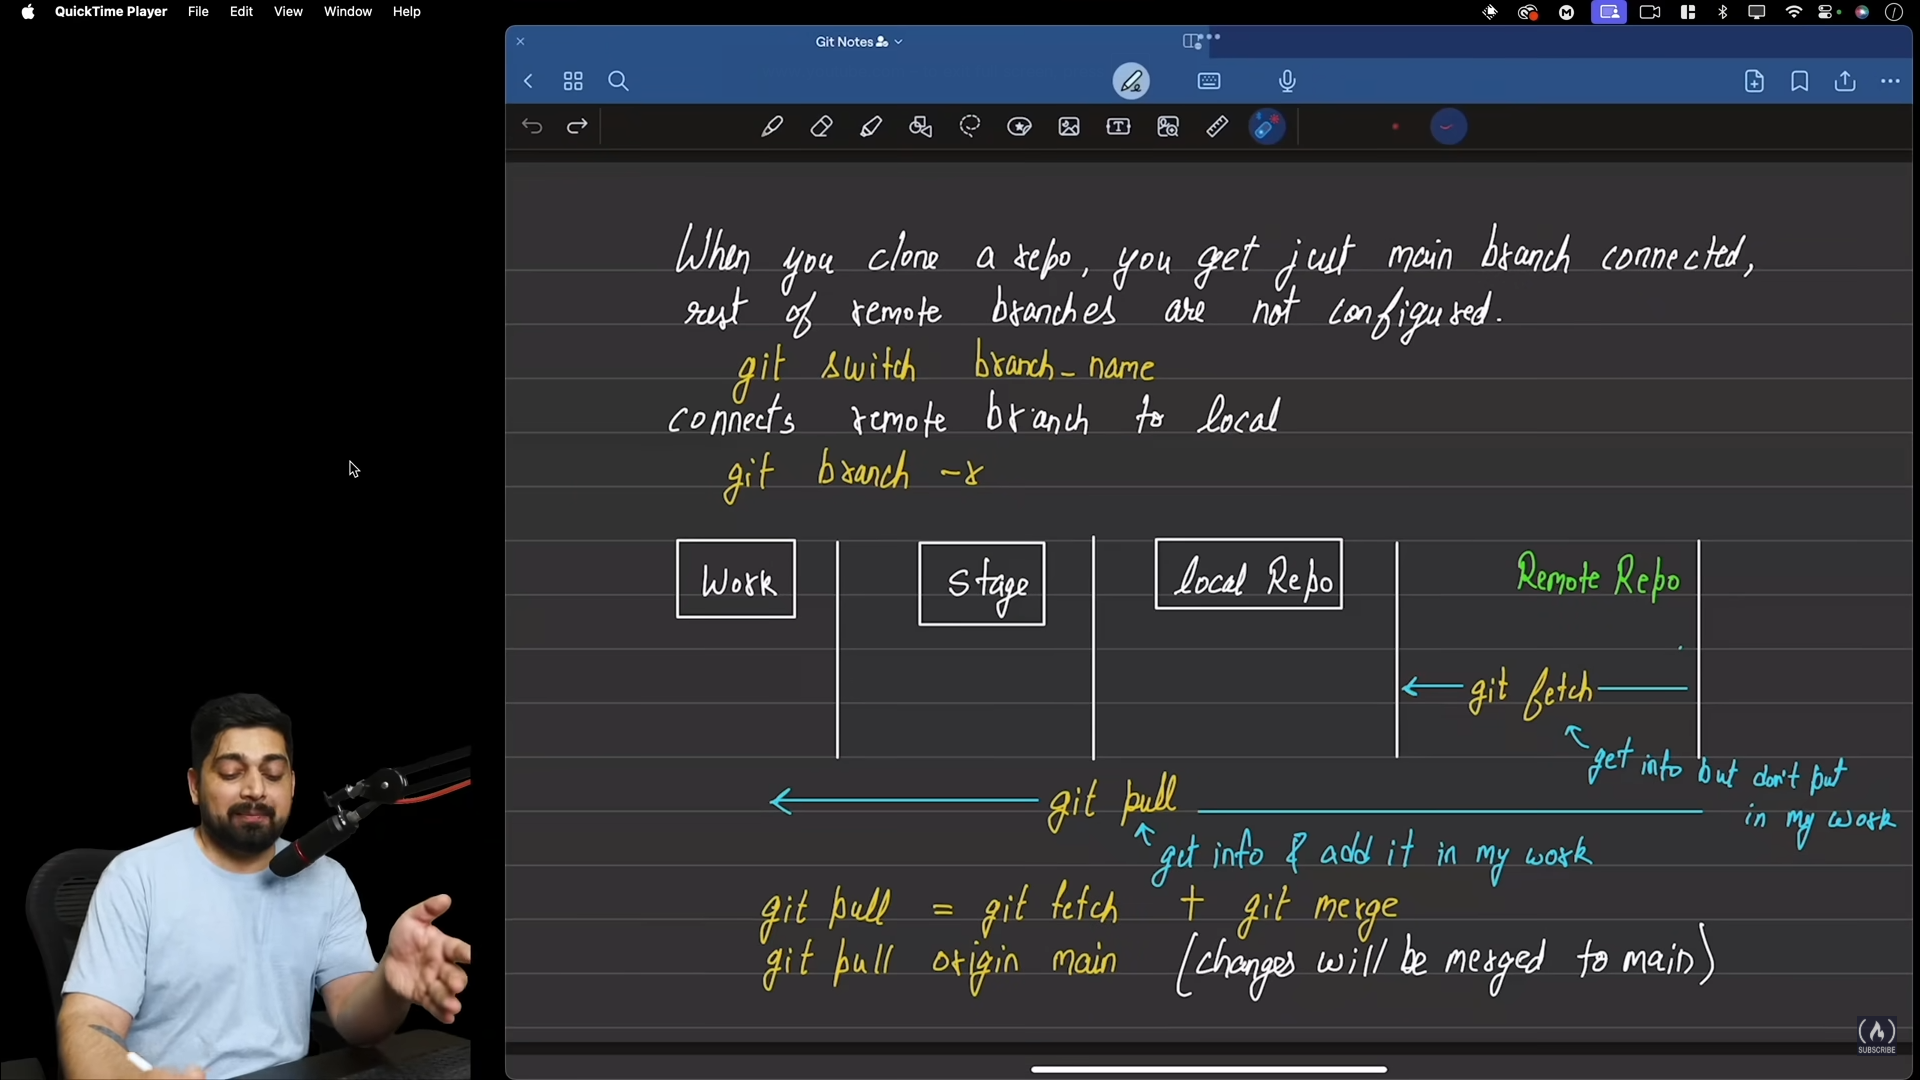 QuickTime Player File Edit View Window Help
Git Notes
When you clone a repo, you get just main branch connected,
rest of remote branches are not configured.
git switch branch_name
connects remote branch to local
git branch -r
Work
Stage
local Repo
Remote Repo
git fetch
get info but don't put
in my work
git pull
get info & add it in my work
git pull = git fetch + git merge
git pull origin main (changes will be merged to main)
SUBSCRIBE